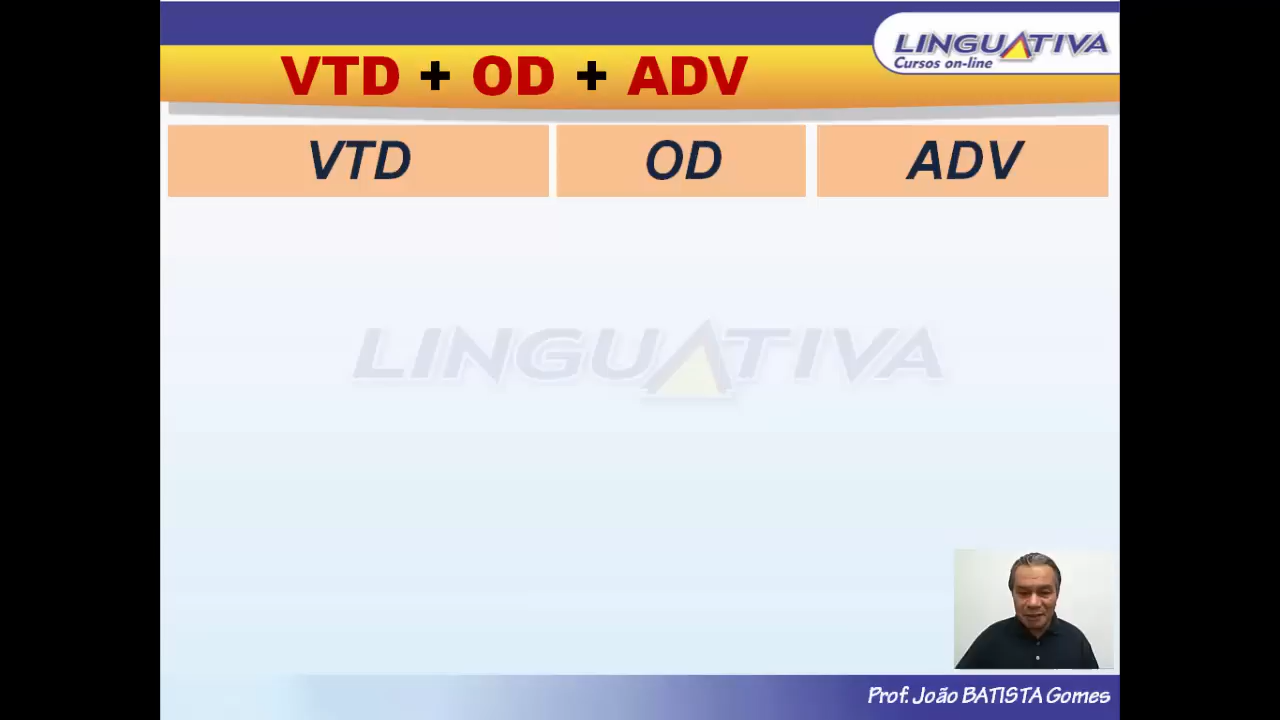 LINGUATIVA
Cursos on-line
VTD + OD + ADV
VTD OD ADV
LINGUATIVA
Prof. João BATISTA Gomes